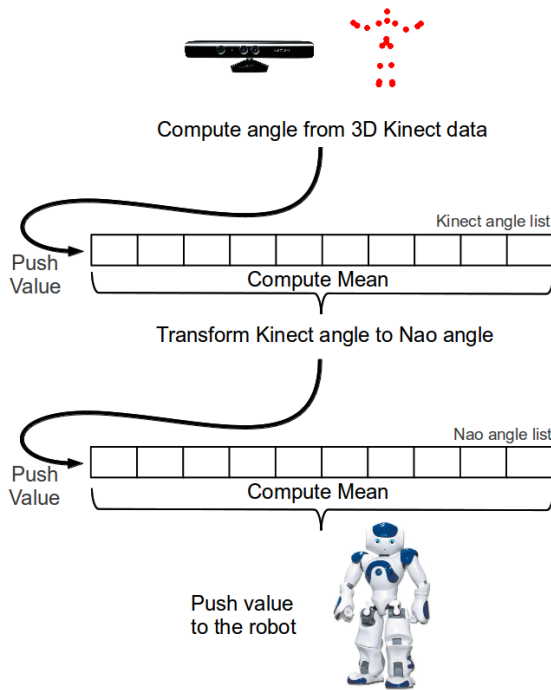 Compute angle from 3D Kinect data
Kinect angle list
Push
Value
Compute Mean
Transform Kinect angle to Nao angle
Nao angle list
Push
Value
Compute Mean
Push value
to the robot